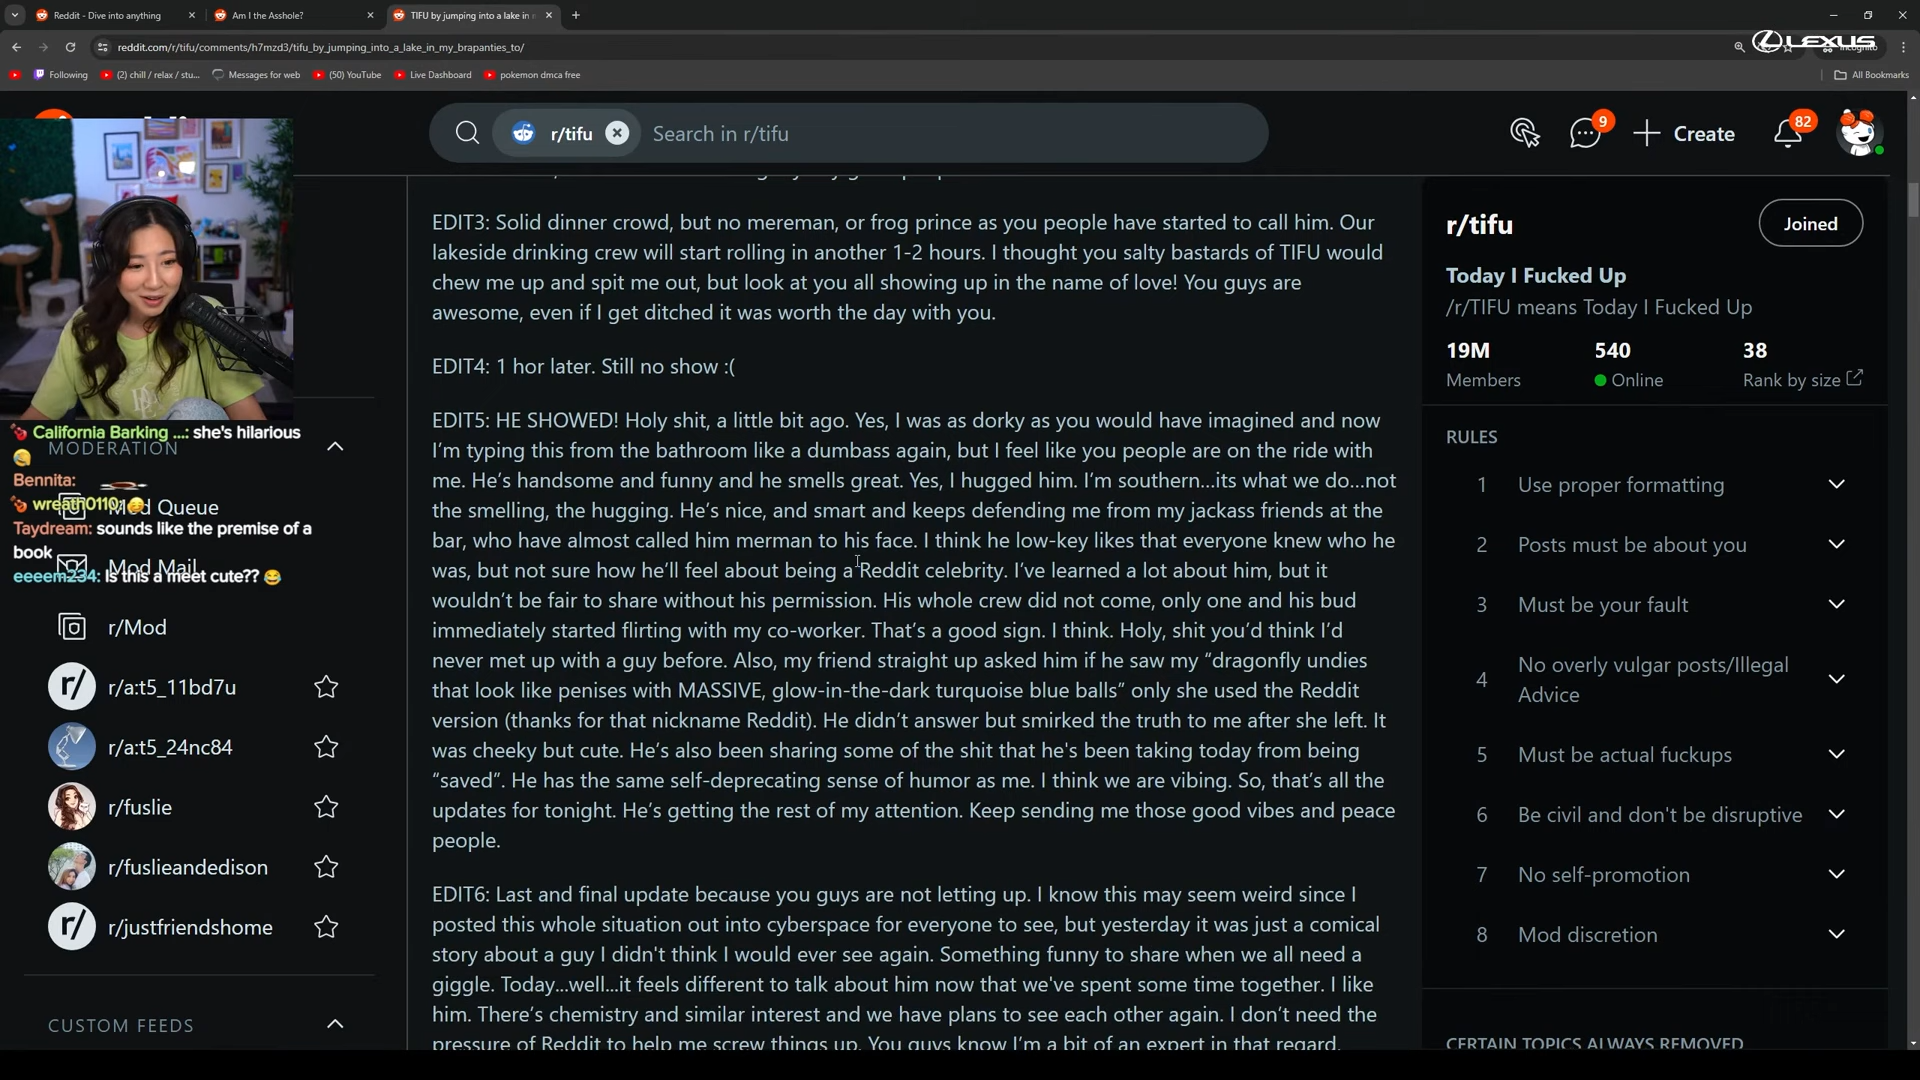 Reddit - Dive into anything
Am I the Asshole?
TIFU by jumping into a lake in
reddit.com/r/tifu/comments/h7mzd3/tifu_by_jumping_into_a_lake_in_my_brapanties_to/
LEXUS
Following
(2) chill / relax / stu...
Messages for web
(50) YouTube
Live Dashboard
pokemon dmca free
All Bookmarks
r/tifu
Search in r/tifu
9
Create
82
EDIT3: Solid dinner crowd, but no mereman, or frog prince as you people have started to call him. Our
lakeside drinking crew will start rolling in another 1-2 hours. I thought you salty bastards of TIFU would
chew me up and spit me out, but look at you all showing up in the name of love! You guys are
awesome, even if I get ditched it was worth the day with you.
EDIT4: 1 hor later. Still no show :(
EDIT5: HE SHOWED! Holy shit, a little bit ago. Yes, I was as dorky as you would have imagined and now
I'm typing this from the bathroom like a dumbass again, but I feel like you people are on the ride with
me. He's handsome and funny and he smells great. Yes, I hugged him. I'm southern...its what we do...not
the smelling, the hugging. He's nice, and smart and keeps defending me from my jackass friends at the
bar, who have almost called him merman to his face. I think he low-key likes that everyone knew who he
was, but not sure how he'll feel about being a Reddit celebrity. I've learned a lot about him, but it
wouldn't be fair to share without his permission. His whole crew did not come, only one and his bud
immediately started flirting with my co-worker. That's a good sign. I think. Holy, shit you'd think I'd
never met up with a guy before. Also, my friend straight up asked him if he saw my “dragonfly undies
that look like penises with MASSIVE, glow-in-the-dark turquoise blue balls” only she used the Reddit
version (thanks for that nickname Reddit). He didn't answer but smirked the truth to me after she left. It
was cheeky but cute. He's also been sharing some of the shit that he's been taking today from being
“saved”. He has the same self-deprecating sense of humor as me. I think we are vibing. So, that's all the
updates for tonight. He's getting the rest of my attention. Keep sending me those good vibes and peace
people.
EDIT6: Last and final update because you guys are not letting up. I know this may seem weird since I
posted this whole situation out into cyberspace for everyone to see, but yesterday it was just a comical
story about a guy I didn't think I would ever see again. Something funny to share when we all need a
giggle. Today...well...it feels different to talk about him now that we've spent some time together. I like
him. There's chemistry and similar interest and we have plans to see each other again. I don't need the
pressure of Reddit to help me screw things up. You guys know I'm a bit of an expert in that regard.
California Barking ...: she's hilarious
MODERATION
Bennita:
wreath0110:
Mod Queue
Taydream: sounds like the premise of a
book
Mod Mail
eeeem234: Is this a meet cute??
r/Mod
r/a:t5_11bd7u
r/a:t5_24nc84
r/fuslie
r/fuslieandedison
r/justfriendshome
CUSTOM FEEDS
r/tifu
Joined
Today I Fucked Up
/r/TIFU means Today I Fucked Up
19M
540
38
Members
Online
Rank by size
RULES
1 Use proper formatting
2 Posts must be about you
3 Must be your fault
4 No overly vulgar posts/Illegal
Advice
5 Must be actual fuckups
6 Be civil and don't be disruptive
7 No self-promotion
8 Mod discretion
CERTAIN TOPICS ALWAYS REMOVED